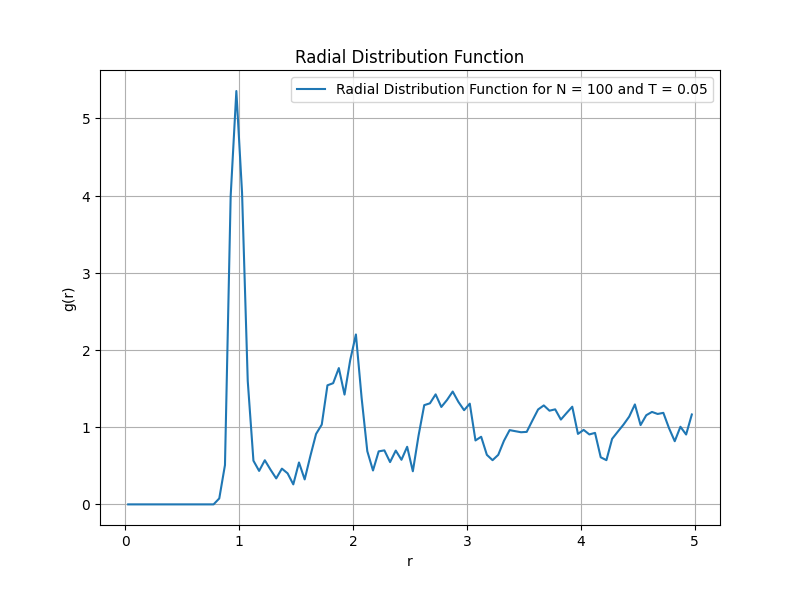 Radial Distribution Function
Radial Distribution Function for N = 100 and T = 0.05
g(r)
5
4
3
2
1
0
0 1 2 3 4 5
r